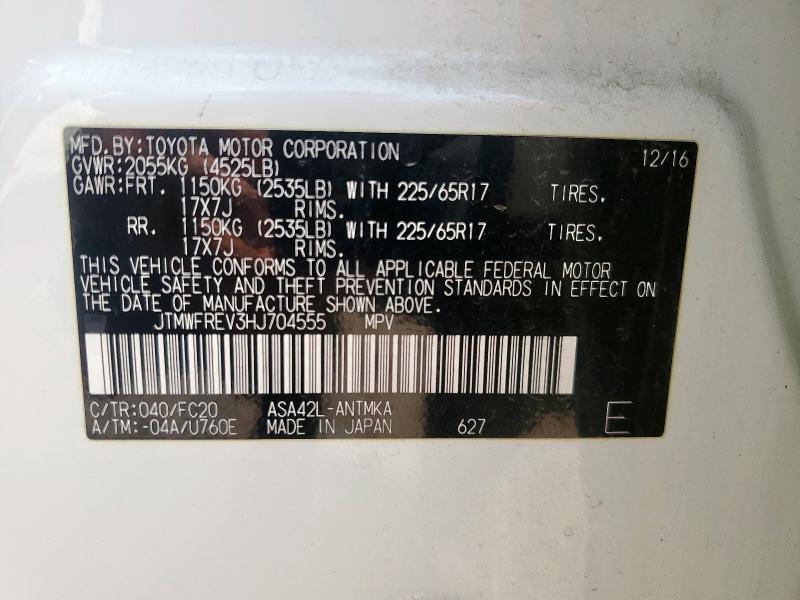 MFD. BY: TOYOTA MOTOR CORPORATION 12/16
GVWR: 2055KG (4525LB)
GAWR: FRT. 1150KG (2535LB) WITH 225/65R17 TIRES,
17X7J RIMS.
RR. 1150KG (2535LB) WITH 225/65R17 TIRES,
17X7J RIMS.
THIS VEHICLE CONFORMS TO ALL APPLICABLE FEDERAL MOTOR
VEHICLE SAFETY AND THEFT PREVENTION STANDARDS IN EFFECT ON
THE DATE OF MANUFACTURE SHOWN ABOVE.
JTMWFREV3HJ704555 MPV
C/TR: 040/FC20 ASA42L-ANTMKA
A/TM: -04A/U760E MADE IN JAPAN 627 E